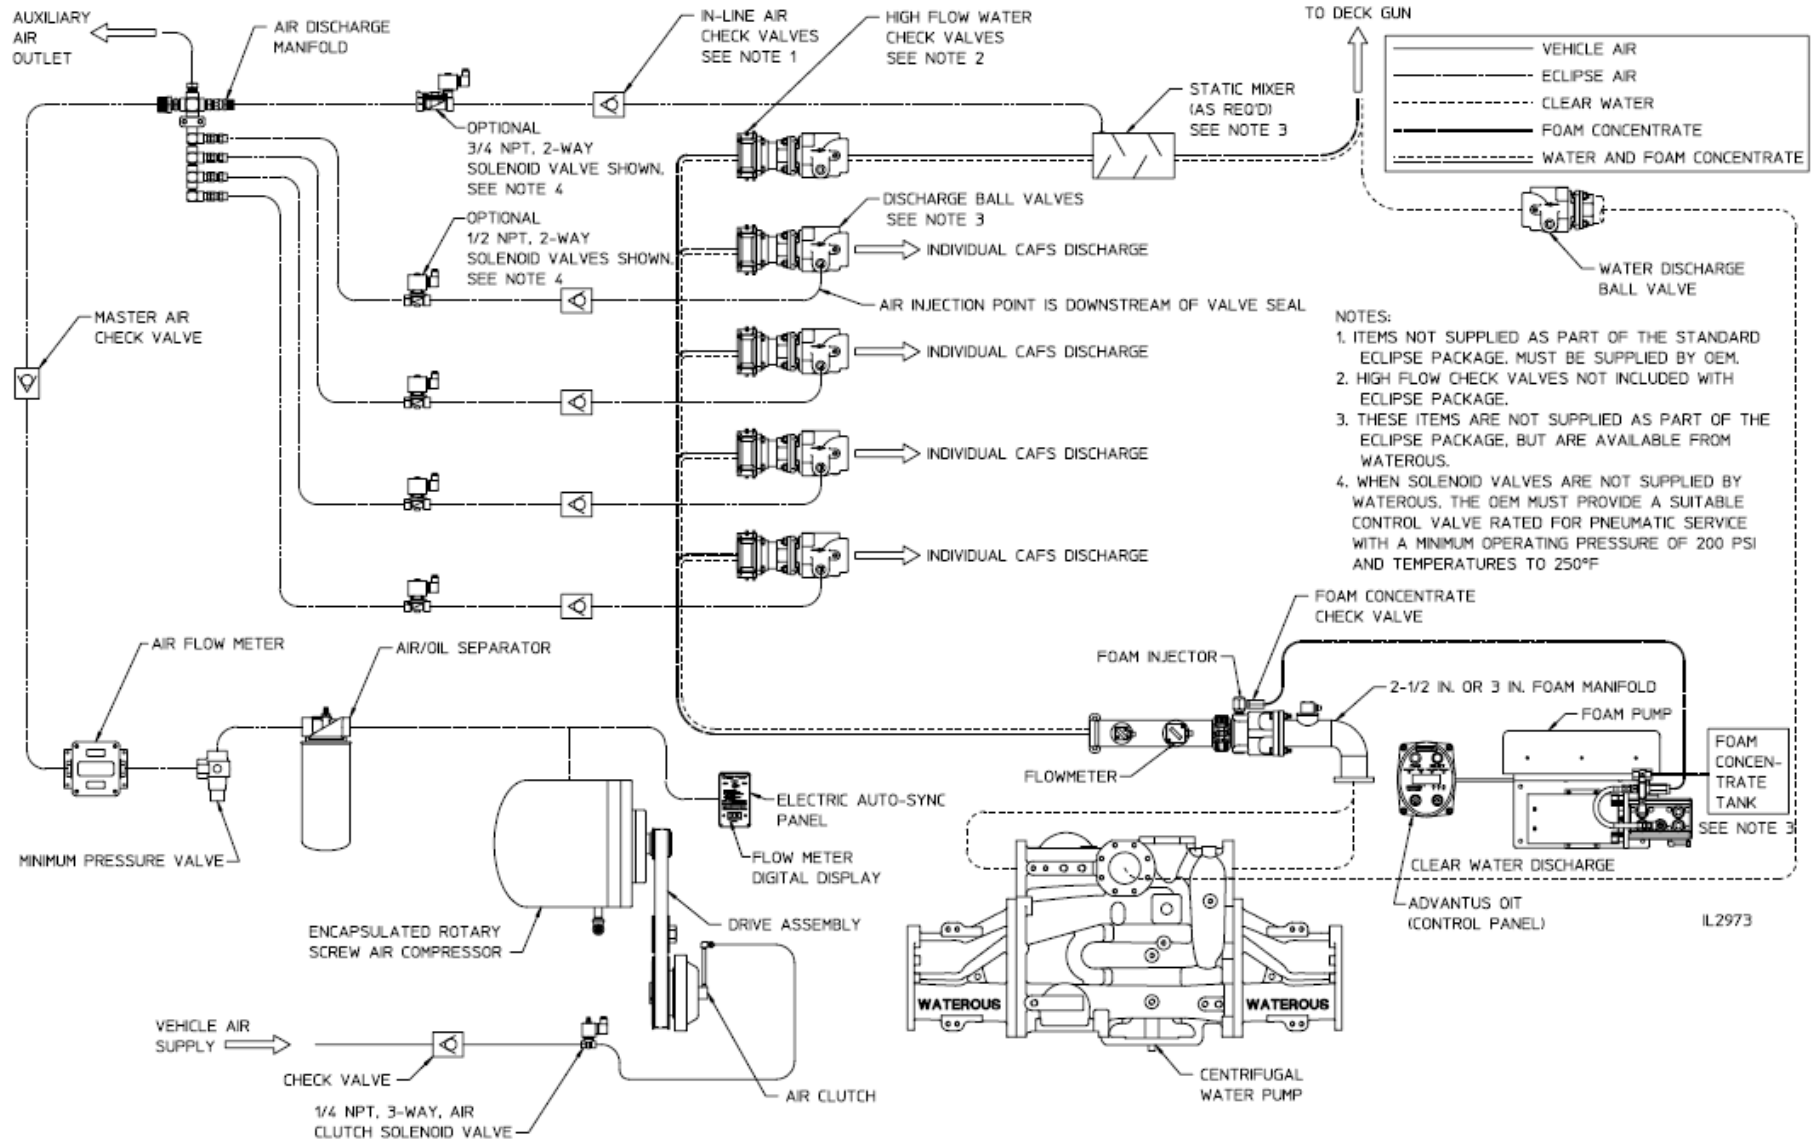 AUXILIARY
AIR
OUTLET
AIR DISCHARGE
MANIFOLD
IN-LINE AIR
CHECK VALVES
SEE NOTE 1
HIGH FLOW WATER
CHECK VALVES
SEE NOTE 2
TO DECK GUN
VEHICLE AIR
ECLIPSE AIR
CLEAR WATER
FOAM CONCENTRATE
WATER AND FOAM CONCENTRATE
STATIC MIXER
(AS REQ'D)
SEE NOTE 3
OPTIONAL
3/4 NPT, 2-WAY
SOLENOID VALVE SHOWN.
SEE NOTE 4
DISCHARGE BALL VALVES
SEE NOTE 3
OPTIONAL
1/2 NPT, 2-WAY
SOLENOID VALVES SHOWN.
SEE NOTE 4
INDIVIDUAL CAFS DISCHARGE
AIR INJECTION POINT IS DOWNSTREAM OF VALVE SEAL
WATER DISCHARGE
BALL VALVE
MASTER AIR
CHECK VALVE
INDIVIDUAL CAFS DISCHARGE
INDIVIDUAL CAFS DISCHARGE
INDIVIDUAL CAFS DISCHARGE
NOTES:
1. ITEMS NOT SUPPLIED AS PART OF THE STANDARD
ECLIPSE PACKAGE. MUST BE SUPPLIED BY OEM.
2. HIGH FLOW CHECK VALVES NOT INCLUDED WITH
ECLIPSE PACKAGE.
3. THESE ITEMS ARE NOT SUPPLIED AS PART OF THE
ECLIPSE PACKAGE, BUT ARE AVAILABLE FROM
WATEROUS.
4. WHEN SOLENOID VALVES ARE NOT SUPPLIED BY
WATEROUS, THE OEM MUST PROVIDE A SUITABLE
CONTROL VALVE RATED FOR PNEUMATIC SERVICE
WITH A MINIMUM OPERATING PRESSURE OF 200 PSI
AND TEMPERATURES TO 250°F
FOAM CONCENTRATE
CHECK VALVE
AIR FLOW METER
AIR/OIL SEPARATOR
FOAM INJECTOR
2-1/2 IN. OR 3 IN. FOAM MANIFOLD
FOAM PUMP
FOAM
CONCEN-
TRATE
TANK
SEE NOTE 3
FLOWMETER
ELECTRIC AUTO-SYNC
PANEL
FLOW METER
DIGITAL DISPLAY
MINIMUM PRESSURE VALVE
CLEAR WATER DISCHARGE
ADVANTUS OIT
(CONTROL PANEL)
IL2973
DRIVE ASSEMBLY
ENCAPSULATED ROTARY
SCREW AIR COMPRESSOR
WATEROUS
WATEROUS
VEHICLE AIR
SUPPLY
CHECK VALVE
AIR CLUTCH
CENTRIFUGAL
WATER PUMP
1/4 NPT, 3-WAY, AIR
CLUTCH SOLENOID VALVE